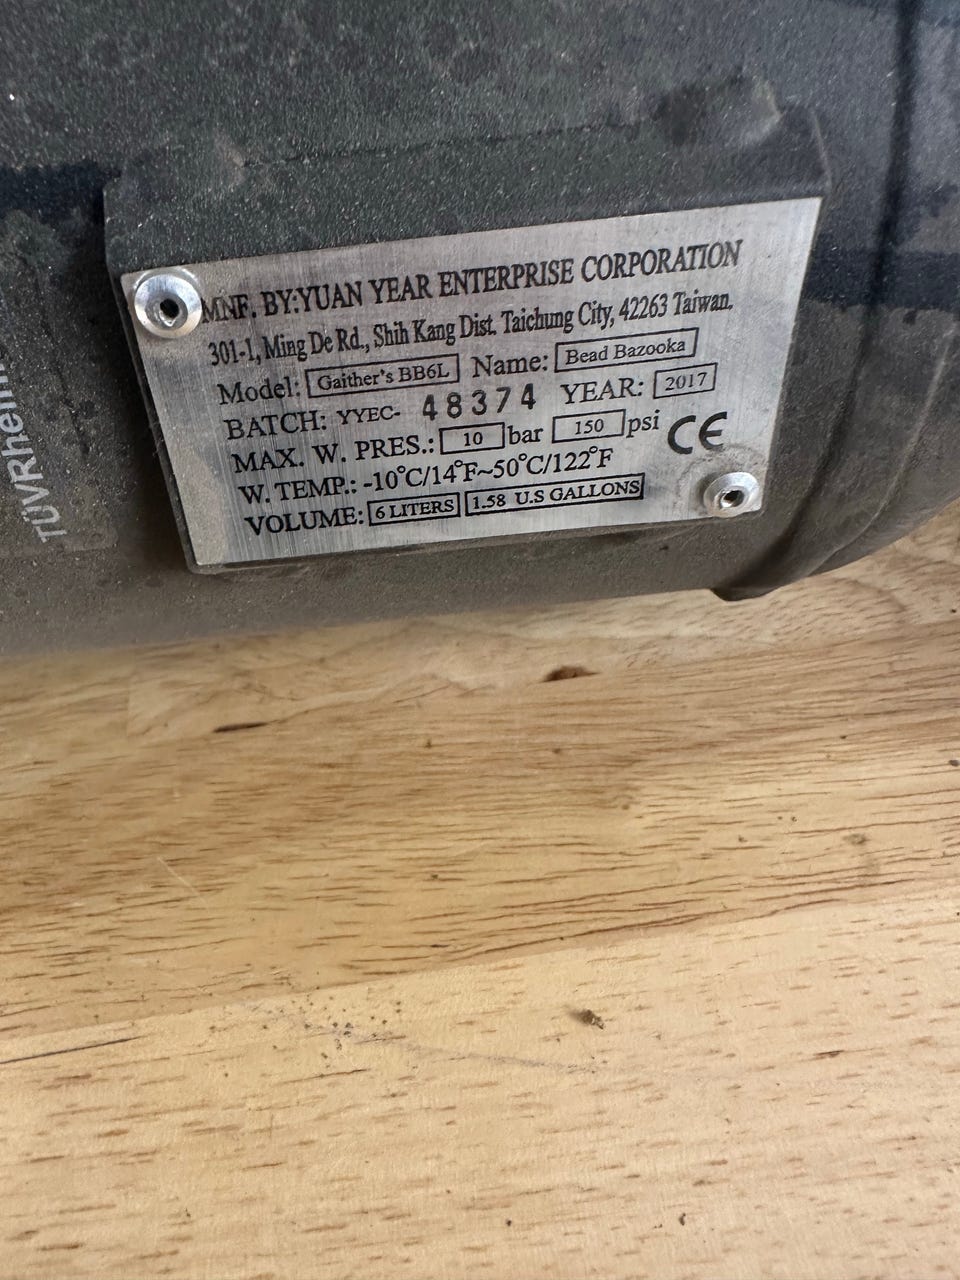 MNF. BY:YUAN YEAR ENTERPRISE CORPORATION
301-1, Ming De Rd., Shih Kang Dist. Taichung City, 42263 Taiwan.
Model: Gaither's BB6L Name: Bead Bazooka
BATCH: YYEC- 48374 YEAR: 2017
MAX. W. PRES.: 10 bar 150 psi CE
W. TEMP.: -10°C/14°F~50°C/122°F
VOLUME: 6 LITERS 1.58 U.S GALLONS
TÜVRheinl